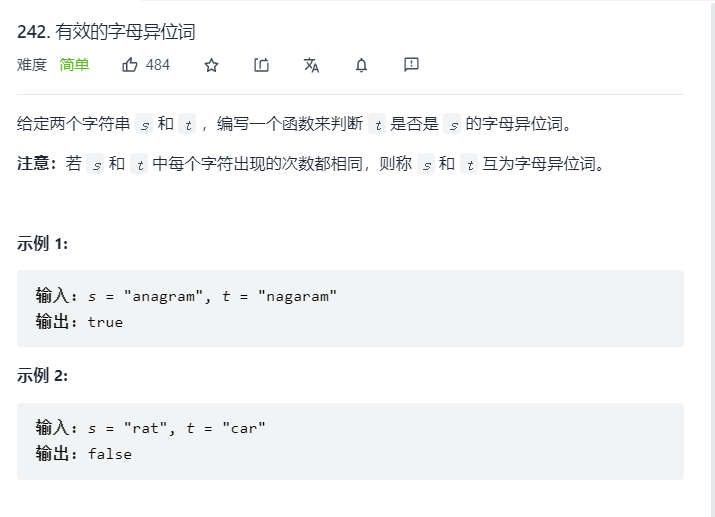 242. 有效的字母异位词
难度 简单 484
给定两个字符串 s 和 t ，编写一个函数来判断 t 是否是 s 的字母异位词。
注意：若 s 和 t 中每个字符出现的次数都相同，则称 s 和 t 互为字母异位词。
示例 1:
输入: s = "anagram", t = "nagaram"
输出: true
示例 2:
输入: s = "rat", t = "car"
输出: false